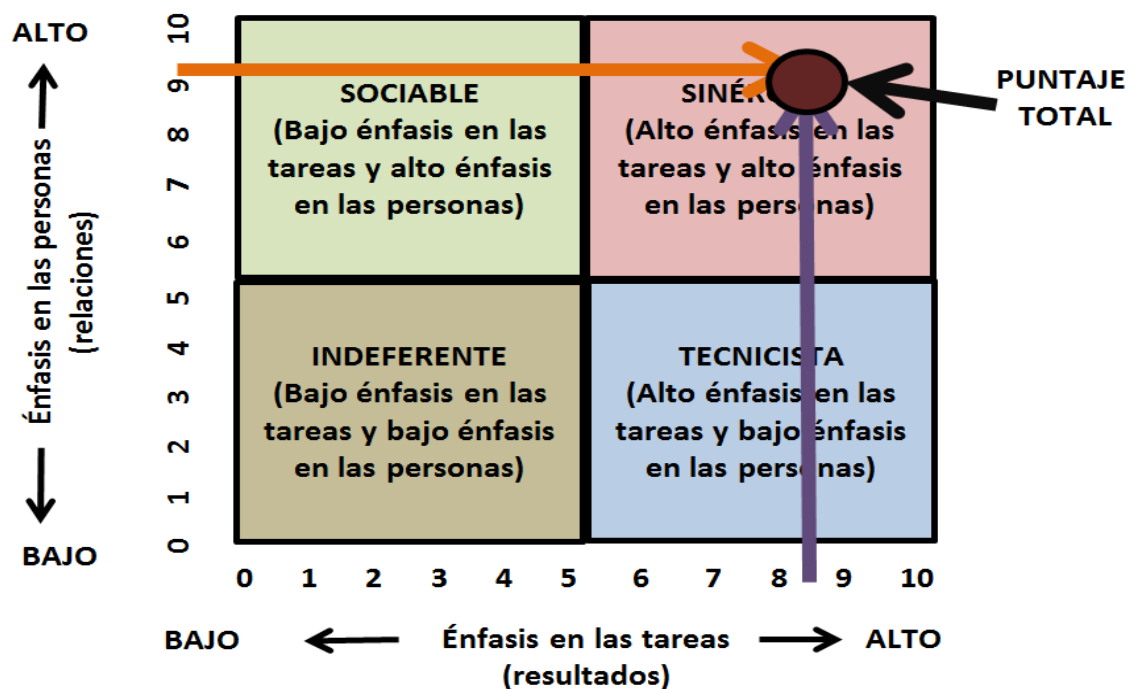 ALTO
Énfasis en las personas
(relaciones)
BAJO
10
9
8
7
6
5
4
3
2
1
0
SOCIABLE
(Bajo énfasis en las
tareas y alto énfasis
en las personas)
(Alto énfasis en las
tareas y alto énfasis
en las personas)
PUNTAJE
TOTAL
INDEFERENTE
(Bajo énfasis en las
tareas y bajo énfasis
en las personas)
TECNICISTA
(Alto énfasis en las
tareas y bajo énfasis
en las personas)
0 1 2 3 4 5 6 7 8 9 10
BAJO Énfasis en las tareas ALTO
(resultados)